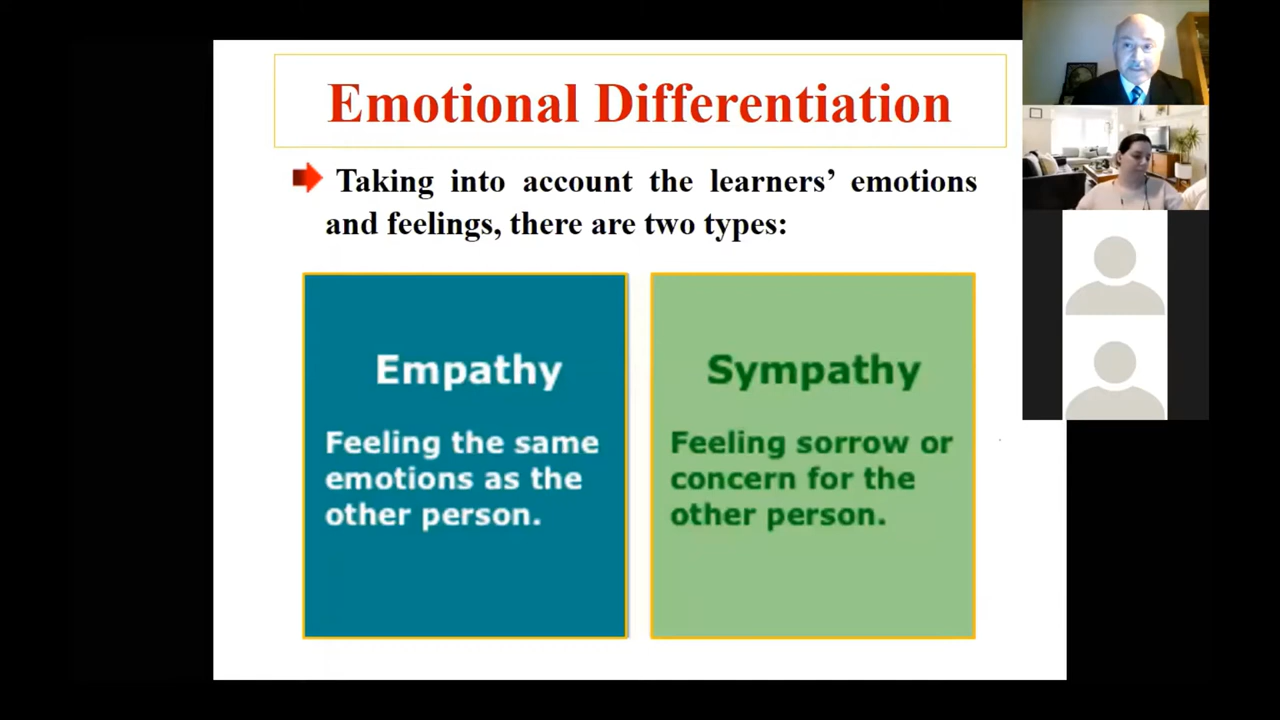 Emotional Differentiation
Taking into account the learners’ emotions
and feelings, there are two types:
Empathy
Feeling the same
emotions as the
other person.
Sympathy
Feeling sorrow or
concern for the
other person.